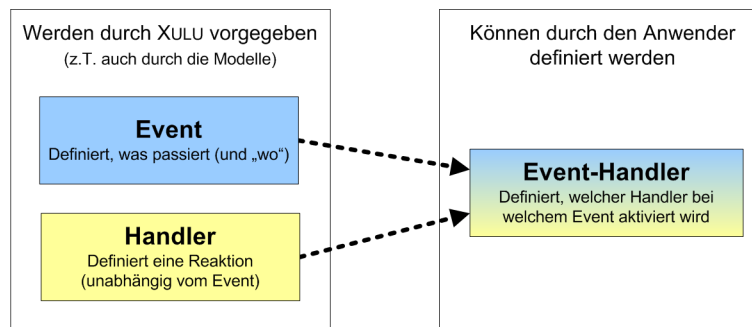 Werden durch XULU vorgegeben
(z.T. auch durch die Modelle)
Event
Definiert, was passiert (und „wo“)
Handler
Definiert eine Reaktion
(unabhängig vom Event)
Können durch den Anwender
definiert werden
Event-Handler
Definiert, welcher Handler bei
welchem Event aktiviert wird